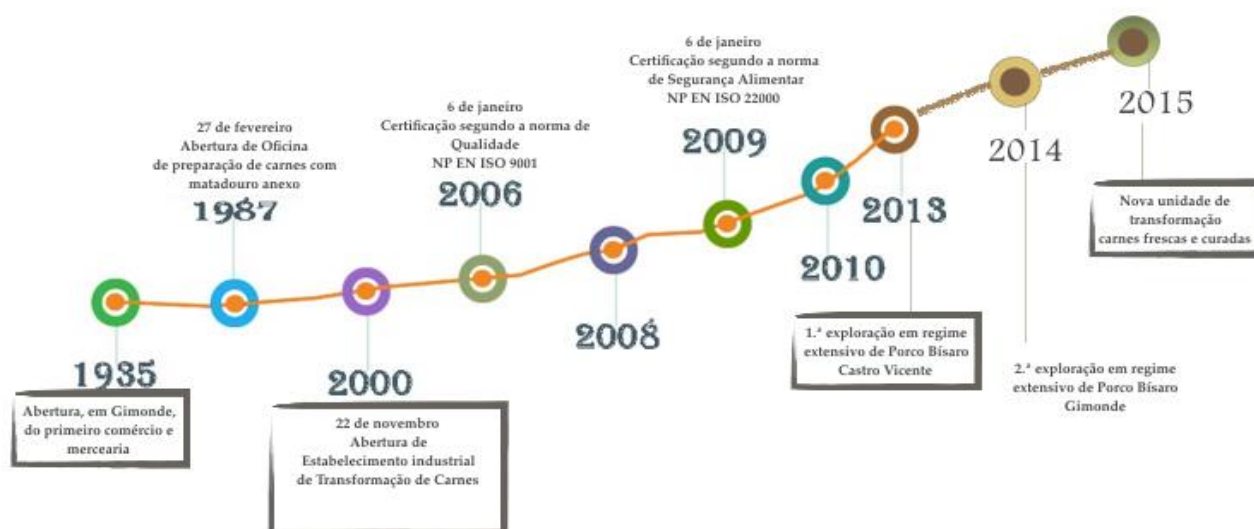 1935
Abertura, em Gimonde,
do primeiro comércio e
mercearia
27 de fevereiro
Abertura de Oficina
de preparação de carnes com
matadouro anexo
1987
2000
22 de novembro
Abertura de
Estabelecimento industrial
de Transformação de Carnes
6 de janeiro
Certificação segundo a norma de
Qualidade
NP EN ISO 9001
2006
2008
6 de janeiro
Certificação segundo a norma
de Segurança Alimentar
NP EN ISO 22000
2009
2010
2013
1.ª exploração em regime
extensivo de Porco Bísaro
Castro Vicente
2014
2.ª exploração em regime
extensivo de Porco Bísaro
Gimonde
2015
Nova unidade de
transformação
carnes frescas e curadas